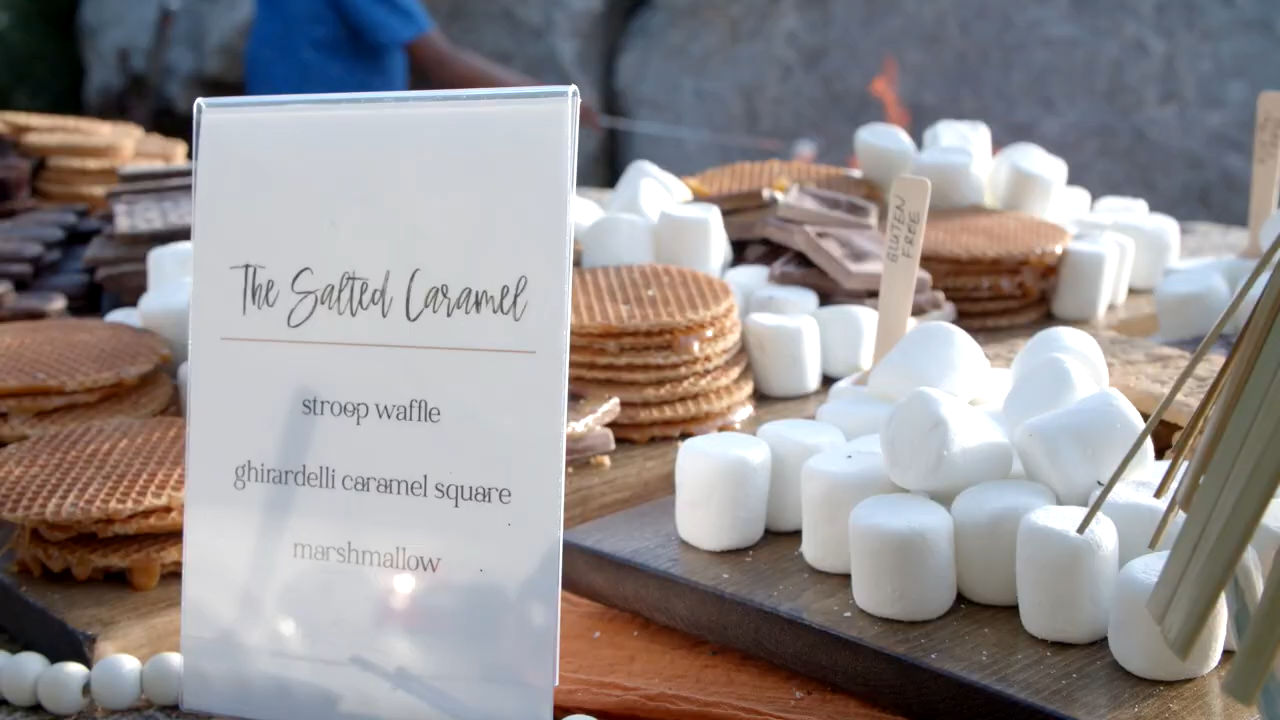 The Salted Caramel
stroop waffle
ghirardelli caramel square
marshmallow
GLUTEN
FREE